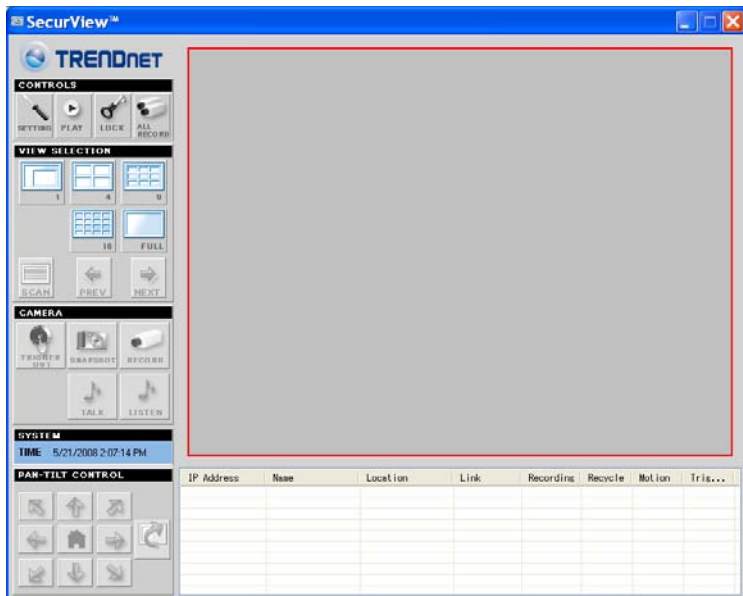 SecurView™
TRENDNET
CONTROLS
SETTING PLAY LOCK ALL RECORD
VIEW SELECTION
1 4 9
16 FULL
SCAN PREV NEXT
CAMERA
TRIGGER OUT SNAPSHOT RECORD
TALK LISTEN
SYSTEM
TIME 5/21/2008 2:07:14 PM
PAN-TILT CONTROL
IP Address Name Location Link Recording Recycle Motion Trig...